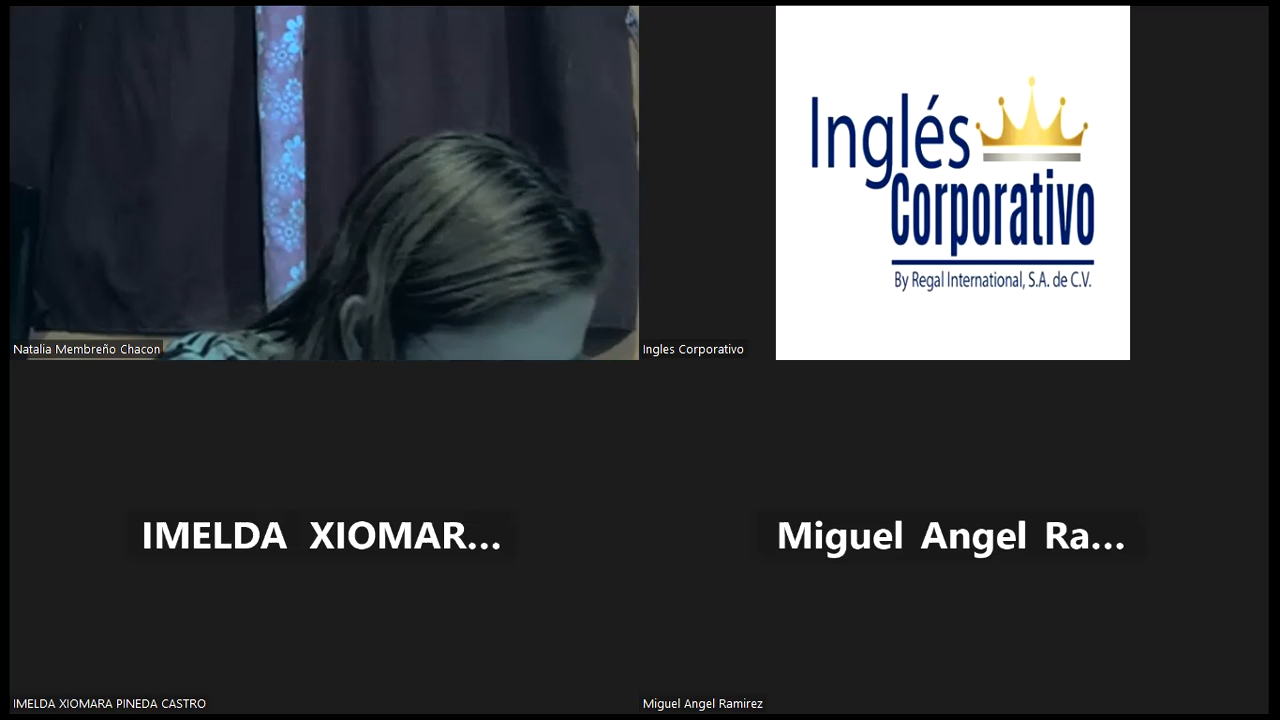 Inglés
Corporativo
By Regal International, S.A. de C.V.
Natalia Membreño Chacon
Ingles Corporativo
IMELDA XIOMAR...
Miguel Angel Ra...
IMELDA XIOMARA PINEDA CASTRO
Miguel Angel Ramirez